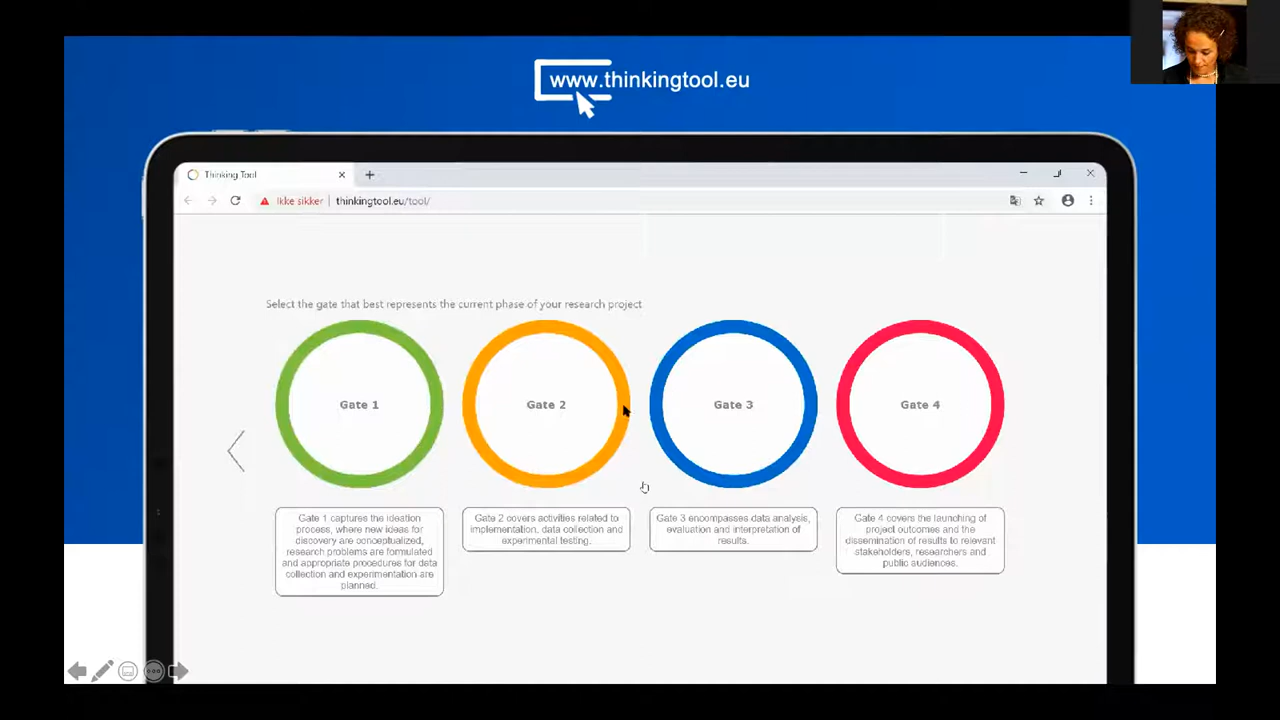 www.thinkingtool.eu
Thinking Tool
Ikke sikker
thinkingtool.eu/tool/
Select the gate that best represents the current phase of your research project
Gate 1
Gate 2
Gate 3
Gate 4
Gate 1 captures the ideation
process, where new ideas for
discovery are conceptualized,
research problems are formulated
and appropriate procedures for data
collection and experimentation are
planned.
Gate 2 covers activities related to
implementation, data collection and
experimental testing.
Gate 3 encompasses data analysis,
evaluation and interpretation of
results.
Gate 4 covers the launching of
project outcomes and the
dissemination of results to relevant
stakeholders, researchers and
public audiences.